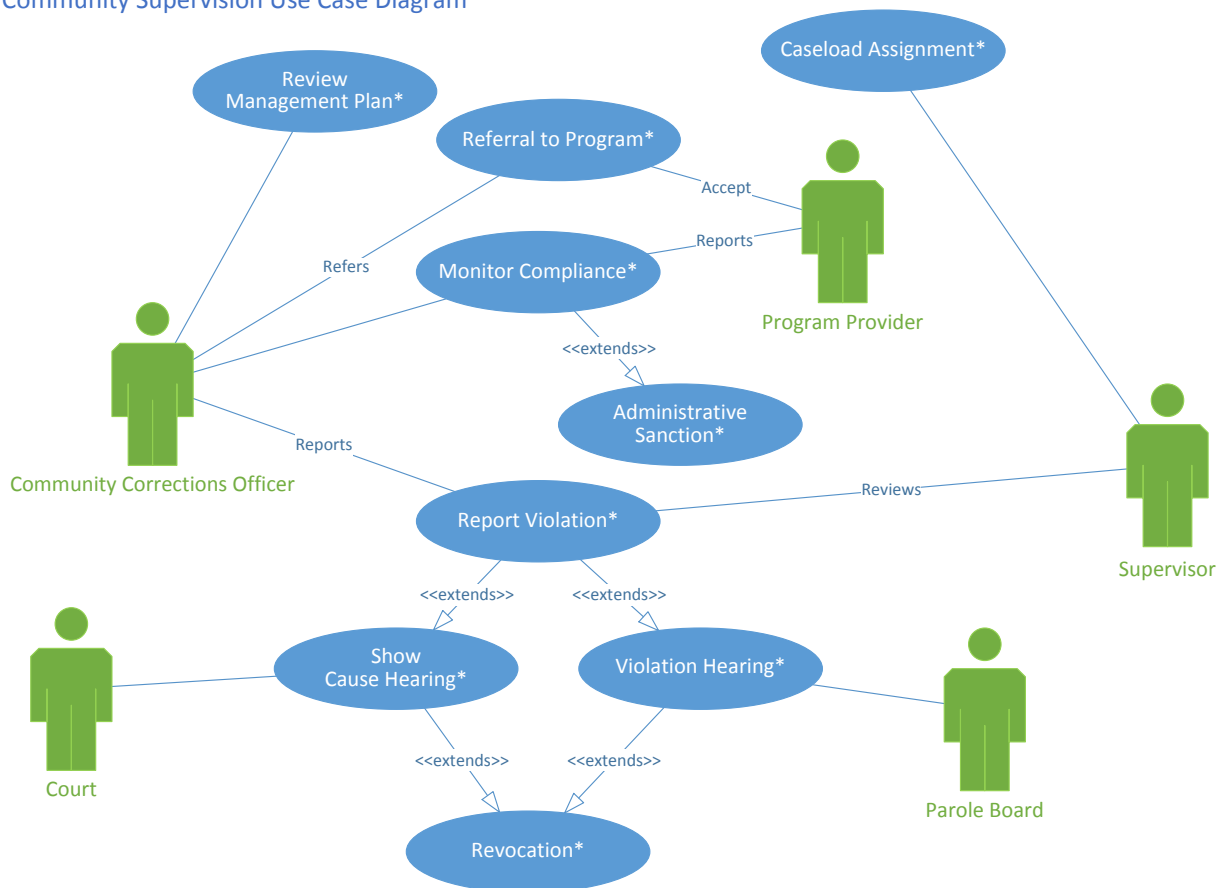 Community Supervision Use Case Diagram
Caseload Assignment*
Review
Management Plan*
Referral to Program*
Accept
Reports
Refers
Monitor Compliance*
Program Provider
<<extends>>
Administrative
Sanction*
Reports
Community Corrections Officer
Reviews
Report Violation*
Supervisor
<<extends>>
<<extends>>
Show
Cause Hearing*
Violation Hearing*
<<extends>>
<<extends>>
Court
Parole Board
Revocation*